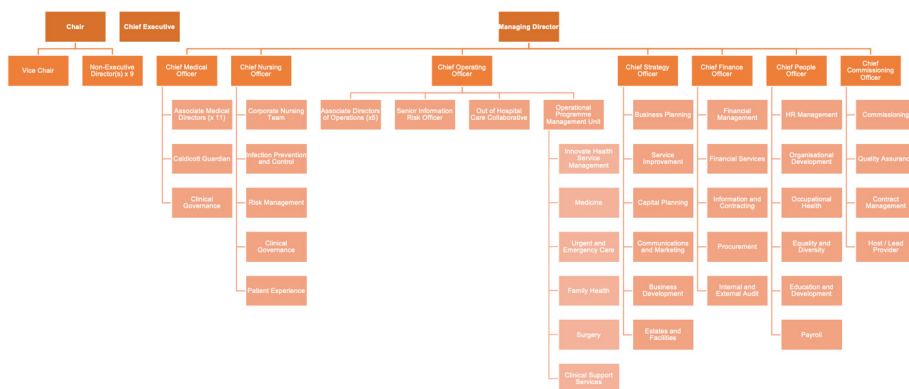 Chair
Chief Executive
Managing Director
Vice Chair
Non-Executive
Director(s) x 9
Chief Medical
Officer
Chief Nursing
Officer
Chief Operating
Officer
Chief Strategy
Officer
Chief Finance
Officer
Chief People
Officer
Chief
Commissioning
Officer
Associate Medical
Directors (x 11)
Caldicott Guardian
Clinical
Governance
Corporate Nursing
Team
Infection Prevention
and Control
Risk Management
Clinical
Governance
Patient Experience
Associate Directors
of Operations (x5)
Senior Information
Risk Officer
Out of Hospital
Care Collaborative
Operational
Programme
Management Unit
Innovate Health
Service
Management
Medicine
Urgent and
Emergency Care
Family Health
Surgery
Clinical Support
Services
Business Planning
Service
Improvement
Capital Planning
Communications
and Marketing
Business
Development
Estates and
Facilities
Financial
Management
Financial Services
Information and
Contracting
Procurement
Internal and
External Audit
HR Management
Organisational
Development
Occupational
Health
Equality and
Diversity
Education and
Development
Payroll
Commissioning
Quality Assurance
Contract
Management
Host / Lead
Provider